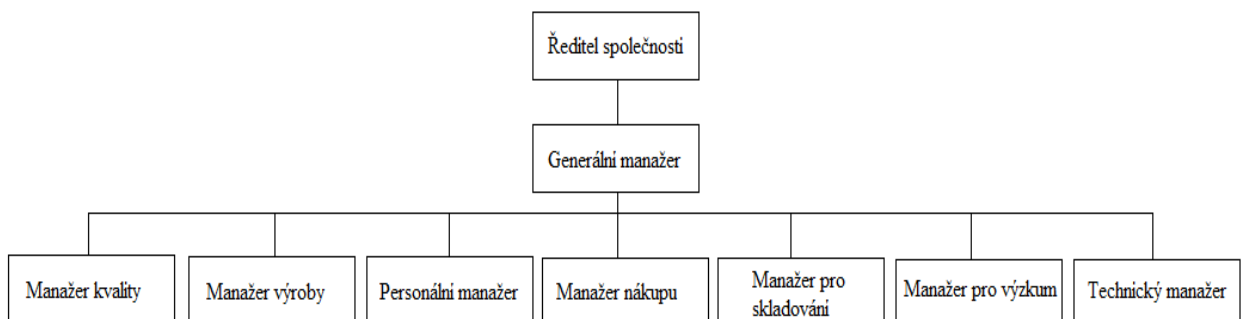 Ředitel společnosti
Generální manažer
Manažer kvality
Manažer výroby
Personální manažer
Manažer nákupu
Manažer pro
skladování
Manažer pro výzkum
Technický manažer